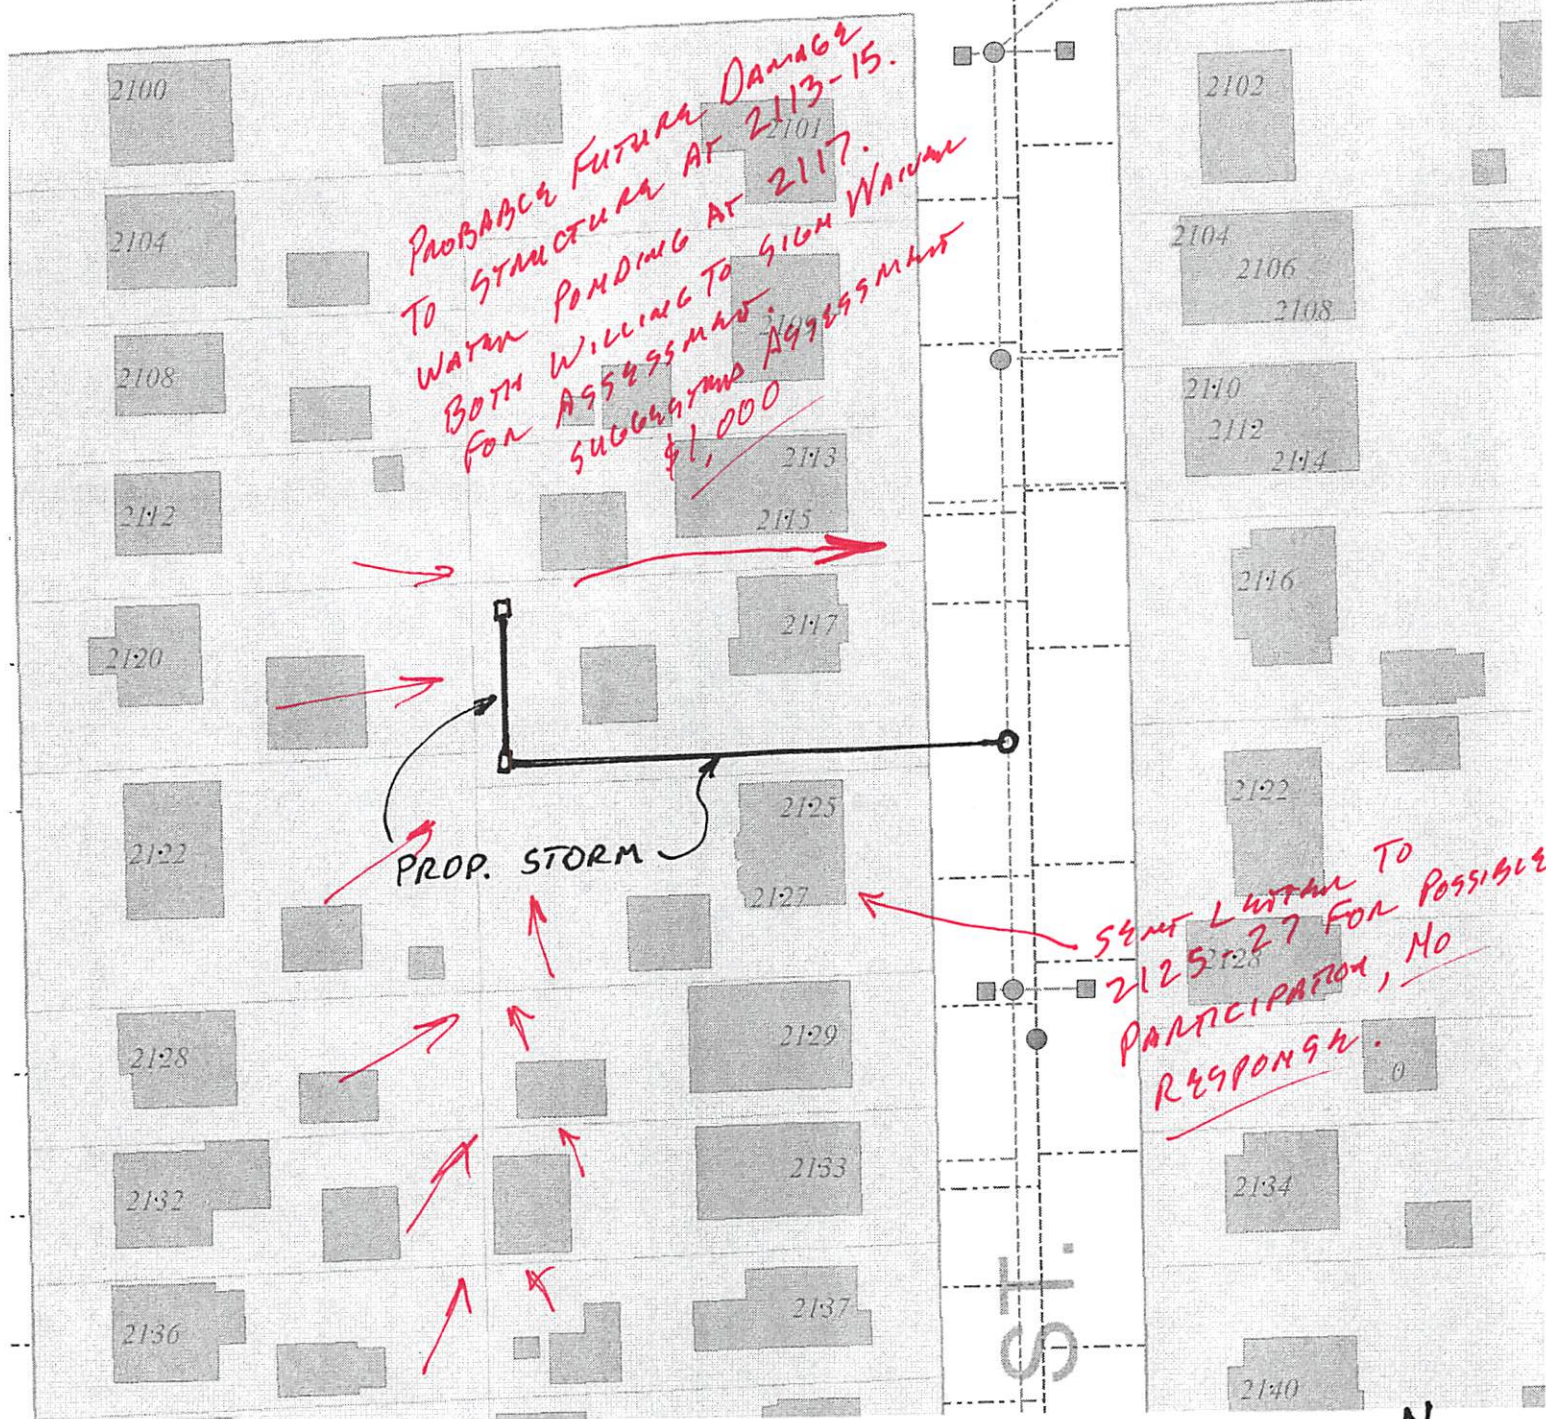 2100
2104
2108
2112
2120
2122
2128
2132
2136
PROBABLE FUTURE DAMAGE
TO STRUCTURE AT 2113-15.
WATER PONDING AT 2117.
BOTH WILLING TO SIGN WAIVER
FOR ASSESSMENT.
SUGGESTED ASSESSMENT
$1,000
2101
2113
2115
2117
PROP. STORM
2125
2127
2129
2133
2137
ST.
2102
2104
2106
2108
2110
2112
2114
2116
2122
SENT LETTER TO
2125-27 FOR POSSIBLE
PARTICIPATION, NO
RESPONSE.
2128
0
2134
2140
N